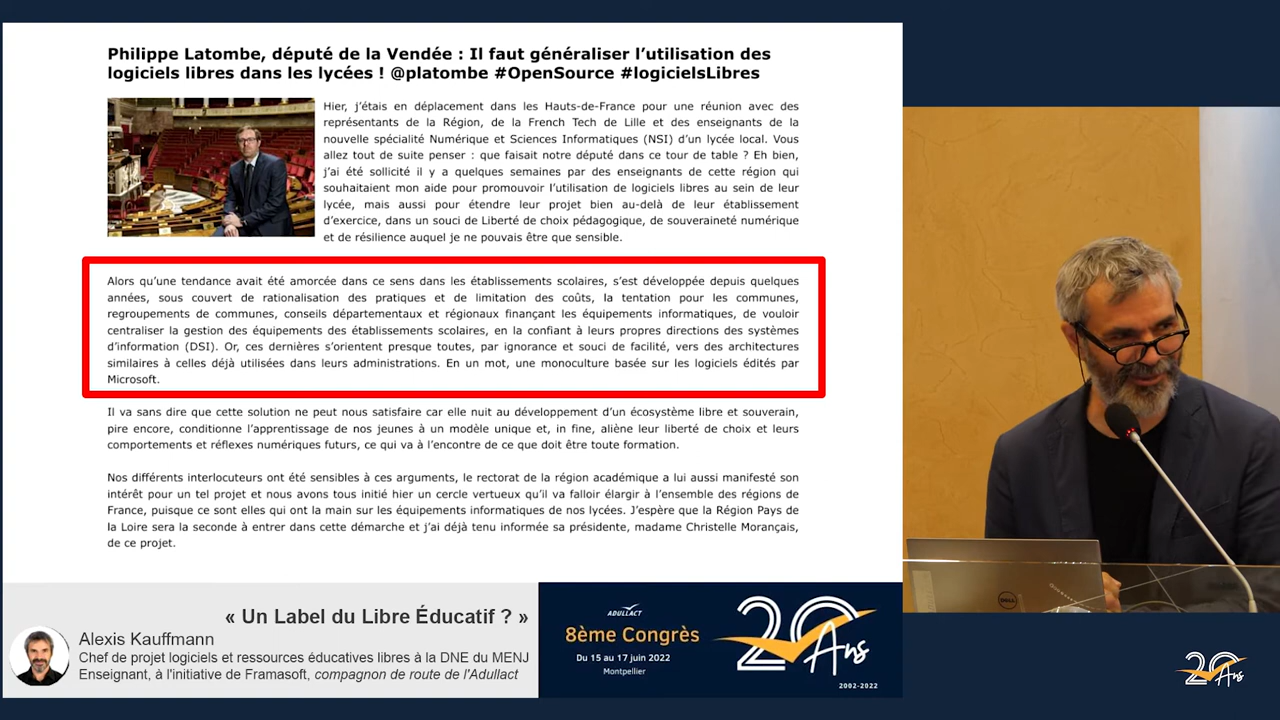 Philippe Latombe, député de la Vendée : Il faut généraliser l’utilisation des
logiciels libres dans les lycées ! @platombe #OpenSource #logicielsLibres
Hier, j’étais en déplacement dans les Hauts-de-France pour une réunion avec des
représentants de la Région, de la French Tech de Lille et des enseignants de la
nouvelle spécialité Numérique et Sciences Informatiques (NSI) d’un lycée local. Vous
allez tout de suite penser : que faisait notre député dans ce tour de table ? Eh bien,
j’ai été sollicité il y a quelques semaines par des enseignants de cette région qui
souhaitaient mon aide pour promouvoir l’utilisation de logiciels libres au sein de leur
lycée, mais aussi pour étendre leur projet bien au-delà de leur établissement
d’exercice, dans un souci de Liberté de choix pédagogique, de souveraineté numérique
et de résilience auquel je ne pouvais être que sensible.
Alors qu’une tendance avait été amorcée dans ce sens dans les établissements scolaires, s’est développée depuis quelques
années, sous couvert de rationalisation des pratiques et de limitation des coûts, la tentation pour les communes,
regroupements de communes, conseils départementaux et régionaux finançant les équipements informatiques, de vouloir
centraliser la gestion des équipements des établissements scolaires, en la confiant à leurs propres directions des systèmes
d’information (DSI). Or, ces dernières s’orientent presque toutes, par ignorance et souci de facilité, vers des architectures
similaires à celles déjà utilisées dans leurs administrations. En un mot, une monoculture basée sur les logiciels édités par
Microsoft.
Il va sans dire que cette solution ne peut nous satisfaire car elle nuit au développement d’un écosystème libre et souverain,
pire encore, conditionne l’apprentissage de nos jeunes à un modèle unique et, in fine, aliène leur liberté de choix et leurs
comportements et réflexes numériques futurs, ce qui va à l’encontre de ce que doit être toute formation.
Nos différents interlocuteurs ont été sensibles à ces arguments, le rectorat de la région académique a lui aussi manifesté son
intérêt pour un tel projet et nous avons tous initié hier un cercle vertueux qu’il va falloir élargir à l’ensemble des régions de
France, puisque ce sont elles qui ont la main sur les équipements informatiques de nos lycées. J’espère que la Région Pays de
la Loire sera la seconde à entrer dans cette démarche et j’ai déjà tenu informée sa présidente, madame Christelle Morançais,
de ce projet.
« Un Label du Libre Éducatif ? »
Alexis Kauffmann
Chef de projet logiciels et ressources éducatives libres à la DNE du MENJ
Enseignant, à l'initiative de Framasoft, compagnon de route de l'Adullact
ADULLACT
8ème Congrès
Du 15 au 17 juin 2022
Montpellier
20 Ans
2002-2022
DELL
20 Ans